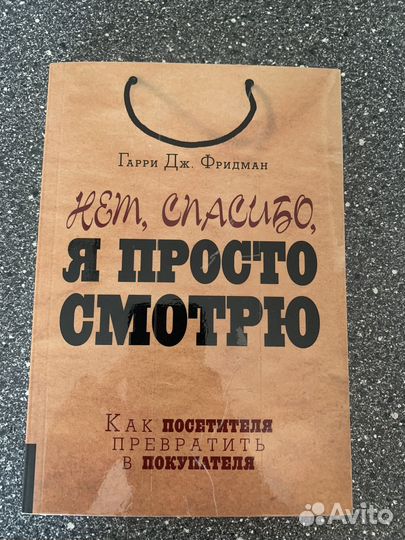 Гарри Дж. Фридман
Нет, спасибо,
я просто
смотрю
Как посетителя
превратить
в покупателя
Avito